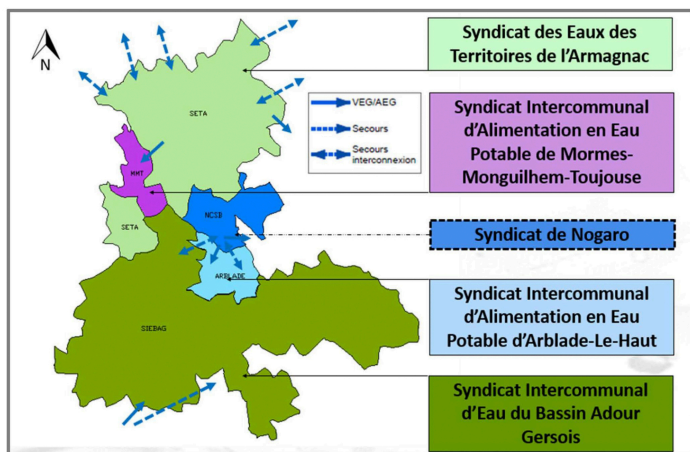 N
SETA
MMT
SETA
NCSB
ARBLADE
SIEBAG
VEG/AEG
Secours
Secours
interconnexion
Syndicat des Eaux des
Territoires de l'Armagnac
Syndicat Intercommunal
d'Alimentation en Eau
Potable de Mormes-
Monguilhem-Toujouse
Syndicat de Nogaro
Syndicat Intercommunal
d'Alimentation en Eau
Potable d'Arblade-Le-Haut
Syndicat Intercommunal
d'Eau du Bassin Adour
Gersois